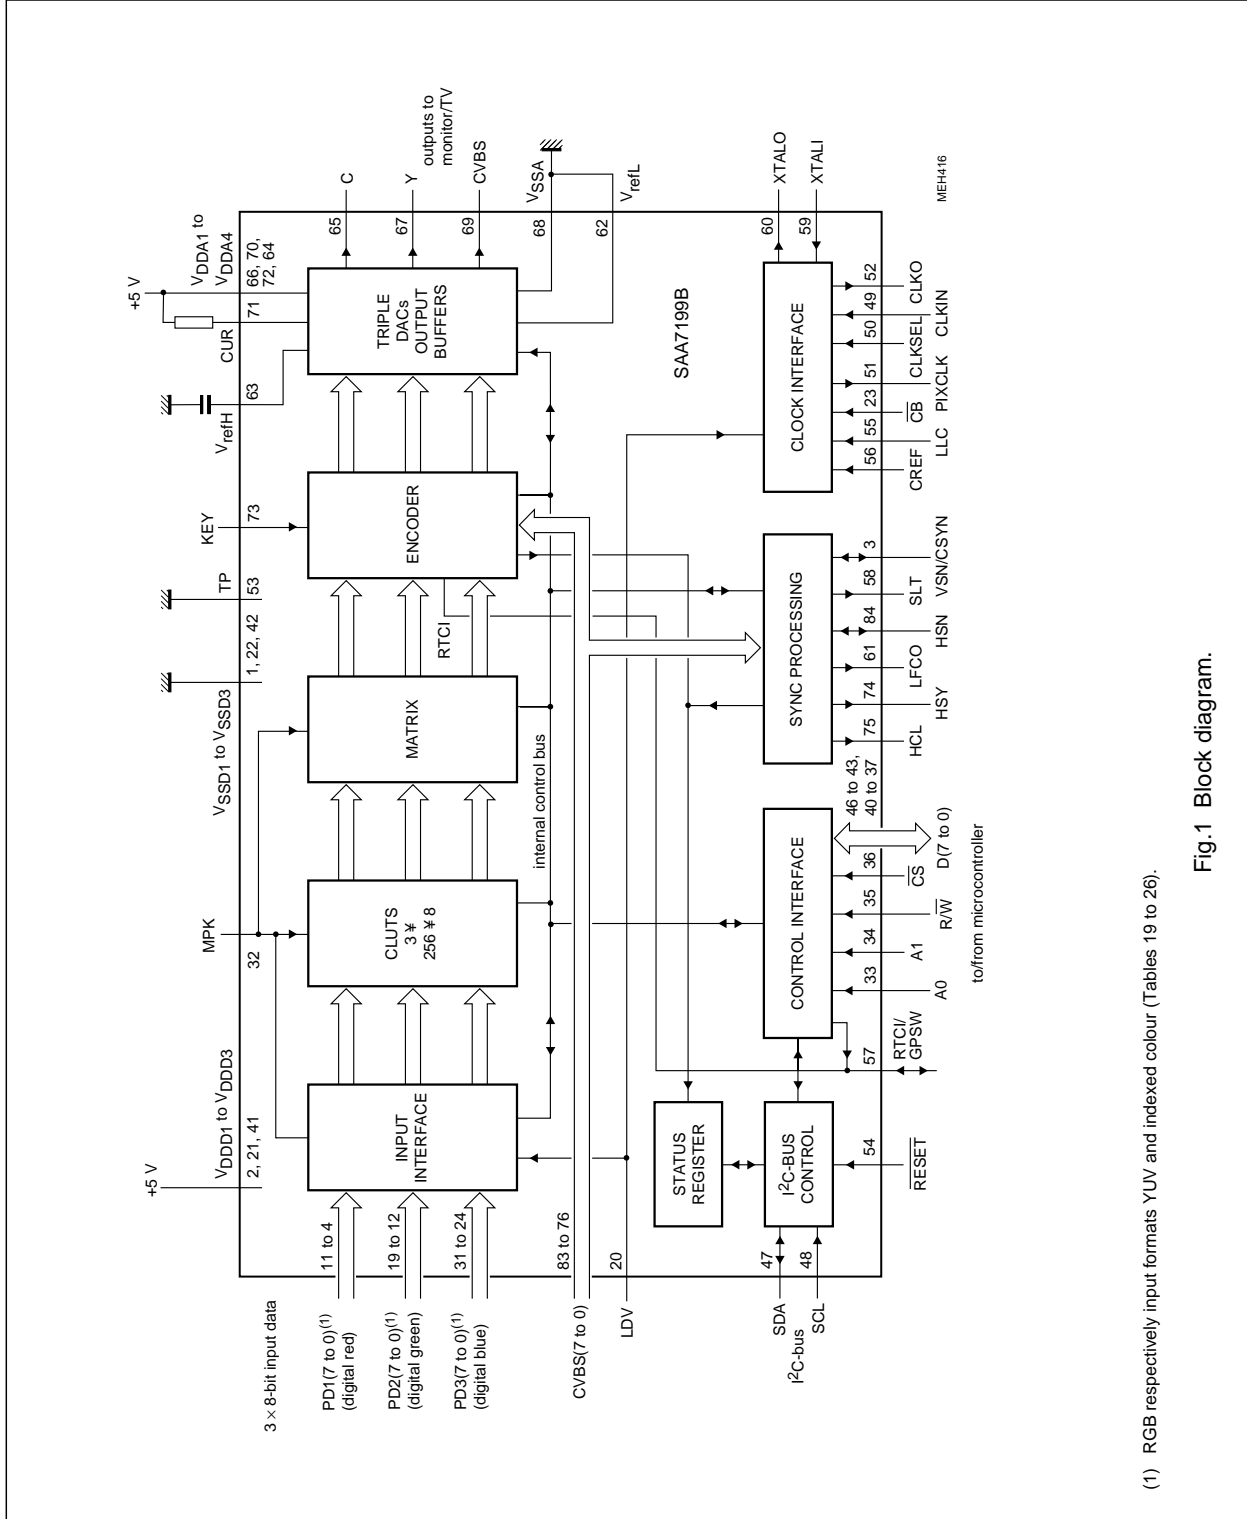 +5 V
VDDD1 to VDDD3
2, 21, 41
MPK
32
VSSD1 to VSSD3
1, 22, 42
TP
53
KEY
73
VrefH
63
CUR
71
+5 V
VDDA1 to
VDDA4
66, 70,
72, 64
3 × 8-bit input data
PD1(7 to 0)(1)
(digital red)
11 to 4
PD2(7 to 0)(1)
(digital green)
19 to 12
PD3(7 to 0)(1)
(digital blue)
31 to 24
INPUT
INTERFACE
CLUTS
3 ¥
256 ¥ 8
MATRIX
RTCI
ENCODER
TRIPLE
DACs
OUTPUT
BUFFERS
65
C
67
Y
outputs to
monitor/TV
69
CVBS
68
VSSA
62
VrefL
internal control bus
CVBS(7 to 0)
83 to 76
LDV
20
SAA7199B
STATUS
REGISTER
I2C-BUS
CONTROL
CONTROL INTERFACE
SYNC PROCESSING
CLOCK INTERFACE
60
XTALO
59
XTALI
SDA
47
I2C-bus
SCL
48
54
RESET
57
RTCI/
GPSW
33
A0
34
A1
35
R/W
36
CS
46 to 43,
40 to 37
D(7 to 0)
to/from microcontroller
75
HCL
74
HSY
61
LFCO
84
HSN
58
SLT
3
VSN/CSYN
56
CREF
55
LLC
23
CB
51
PIXCLK
50
CLKSEL
49
CLKIN
52
CLKO
MEH416
(1) RGB respectively input formats YUV and indexed colour (Tables 19 to 26).
Fig.1 Block diagram.